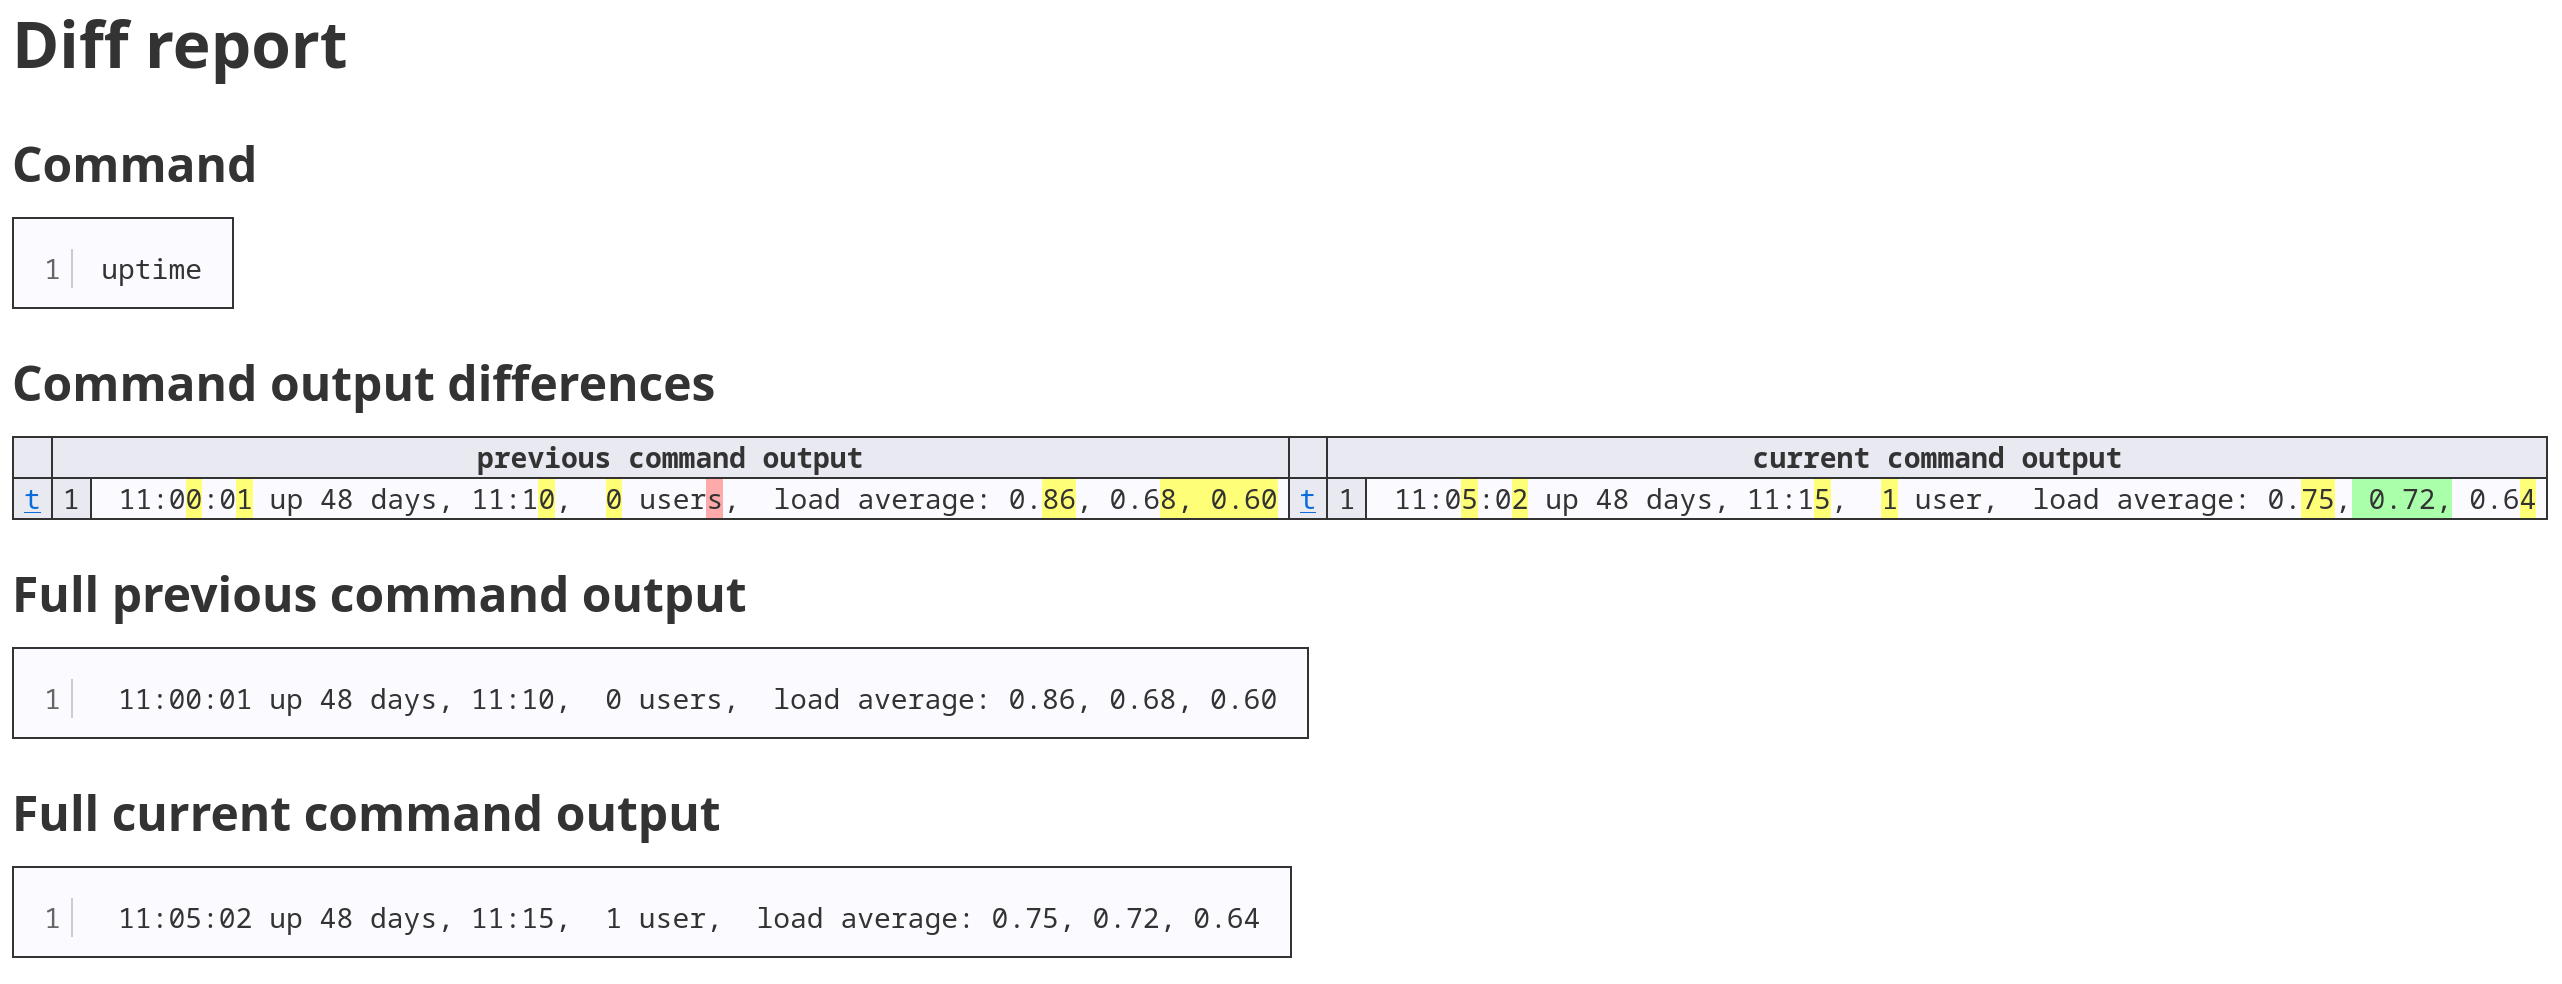 Diff report
Command
1 uptime
Command output differences
previous command output current command output
t 1 11:00:01 up 48 days, 11:10,  0 users,  load average: 0.86, 0.68, 0.60 t 1 11:05:02 up 48 days, 11:15,  1 user,  load average: 0.75, 0.72, 0.64
Full previous command output
1 11:00:01 up 48 days, 11:10,  0 users,  load average: 0.86, 0.68, 0.60
Full current command output
1 11:05:02 up 48 days, 11:15,  1 user,  load average: 0.75, 0.72, 0.64